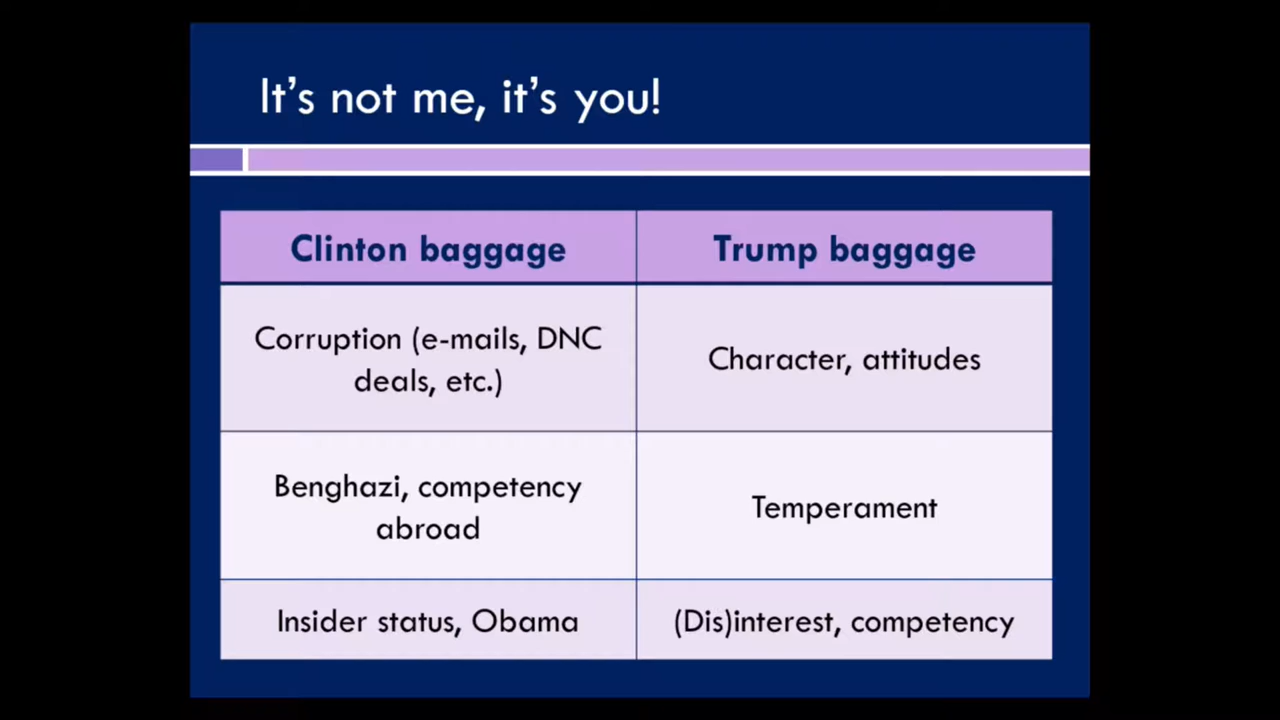 It's not me, it's you!
Clinton baggage
Trump baggage
Corruption (e-mails, DNC
deals, etc.)
Character, attitudes
Benghazi, competency
abroad
Temperament
Insider status, Obama
(Dis)interest, competency